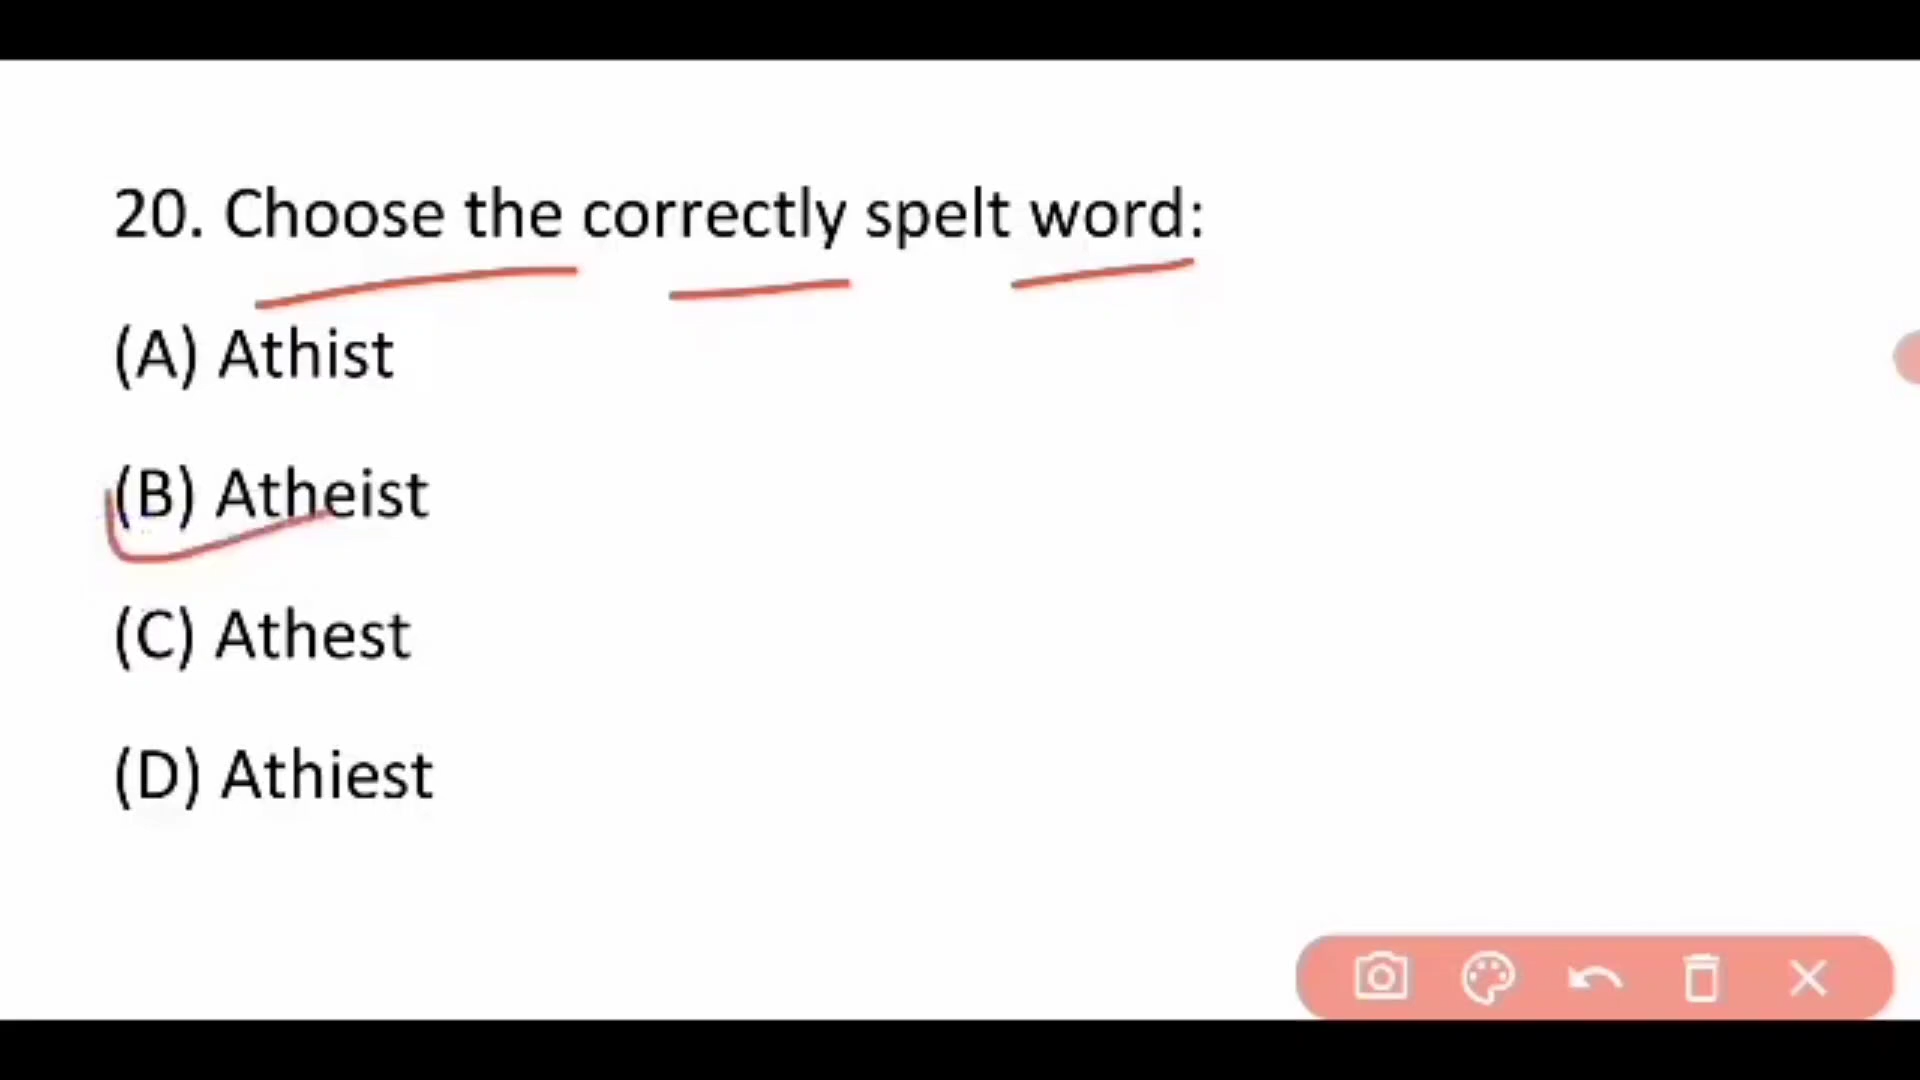 20. Choose the correctly spelt word:
(A) Athist
(B) Atheist
(C) Athest
(D) Athiest